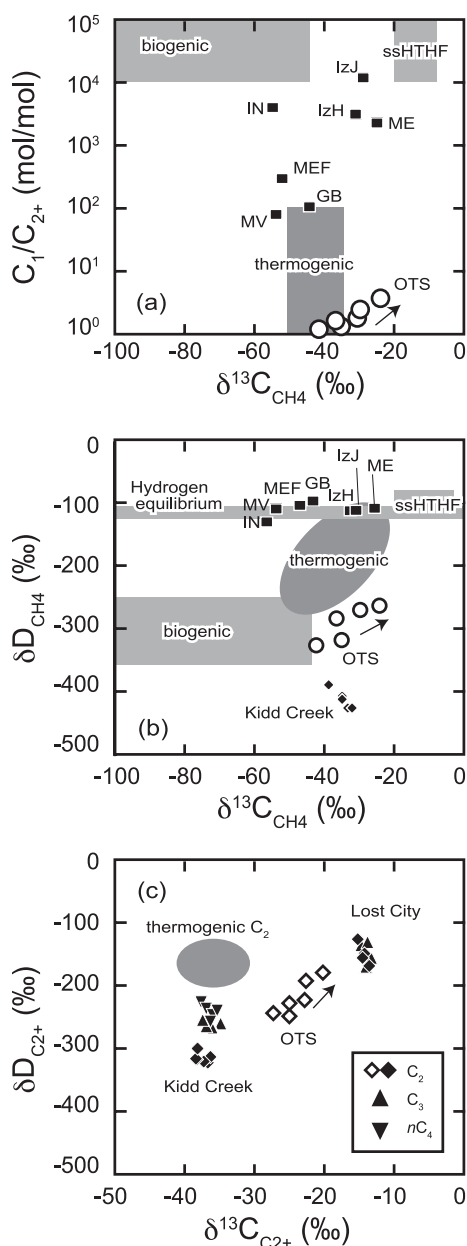 10⁵
biogenic
ssHTHF
IzJ
10⁴
IN
IzH
ME
10³
MEF
10²
MV
GB
thermogenic
10¹
OTS
(a)
10⁰
-100 -80 -60 -40 -20 0
C₁/C₂₊ (mol/mol)
δ¹³C_CH4 (‰)
0
IzJ
ME
Hydrogen
equilibrium
MEF
GB
IzH
-100
MV
IN
ssHTHF
thermogenic
-200
biogenic
-300
OTS
-400
Kidd Creek
(b)
-500
-100 -80 -60 -40 -20 0
δD_CH4 (‰)
δ¹³C_CH4 (‰)
0
(c)
Lost City
thermogenic C₂
-100
-200
OTS
-300
Kidd Creek
C₂
C₃
nC₄
-400
-500
-40 -30 -20 -10 0
δD_C2+ (‰)
δ¹³C_C2+ (‰)